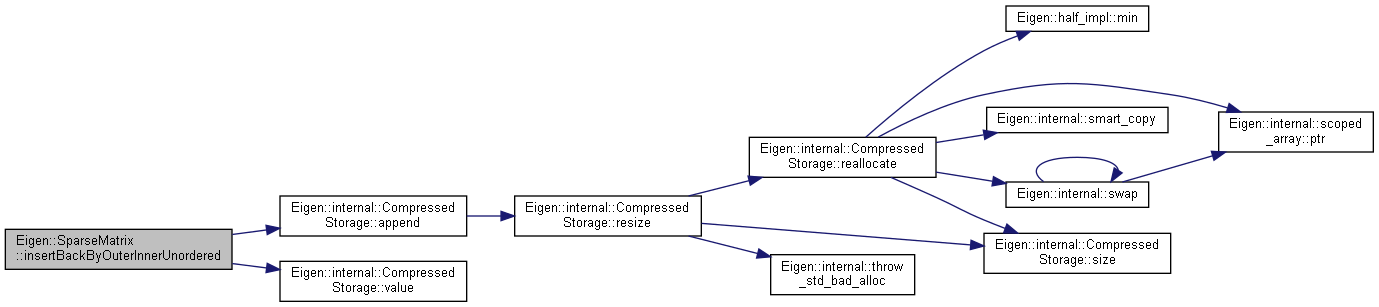 Eigen::SparseMatrix
::insertBackByOuterInnerUnordered
Eigen::internal::Compressed
Storage::append
Eigen::internal::Compressed
Storage::value
Eigen::internal::Compressed
Storage::resize
Eigen::internal::Compressed
Storage::reallocate
Eigen::internal::throw
_std_bad_alloc
Eigen::half_impl::min
Eigen::internal::smart_copy
Eigen::internal::swap
Eigen::internal::Compressed
Storage::size
Eigen::internal::scoped
_array::ptr